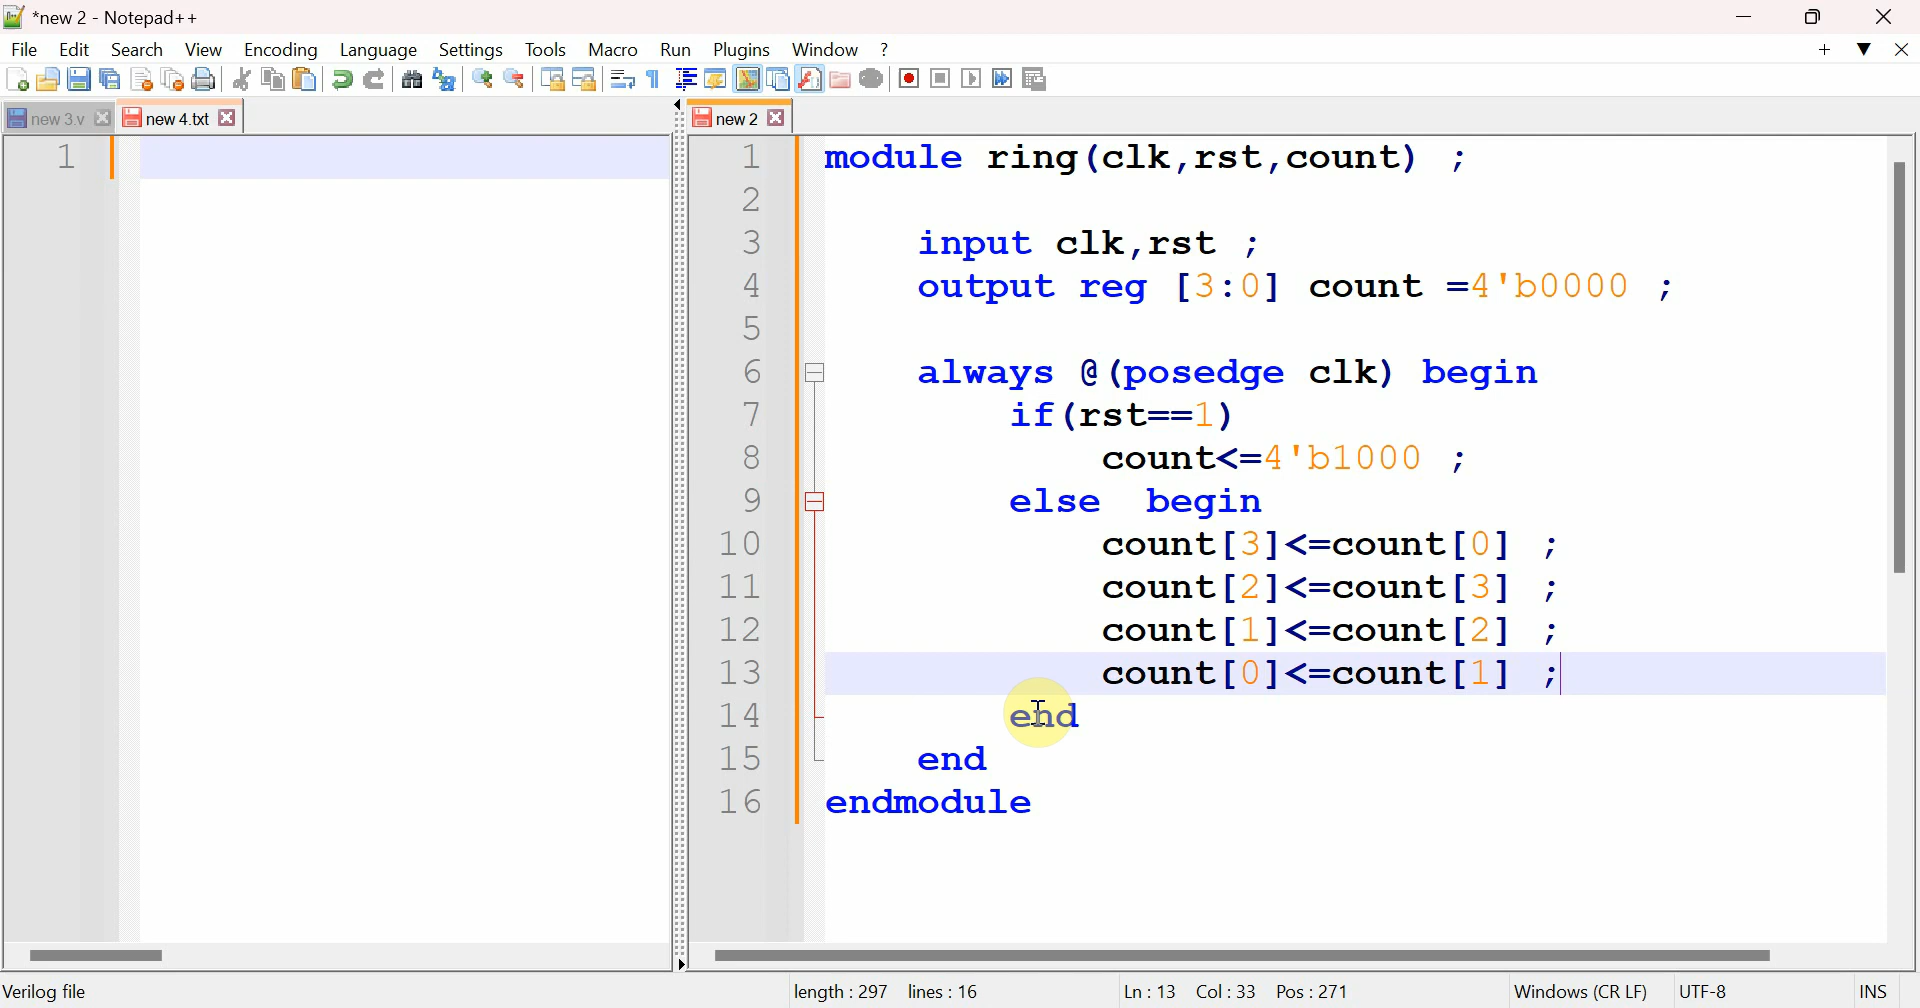 *new 2 - Notepad++
File Edit Search View Encoding Language Settings Tools Macro Run Plugins Window ?
new 3.v new 4.txt new 2
1
1 module ring(clk,rst,count) ;
2
3 input clk,rst ;
4 output reg [3:0] count =4'b0000 ;
5
6 always @(posedge clk) begin
7 if(rst==1)
8 count<=4'b1000 ;
9 else begin
10 count[3]<=count[0] ;
11 count[2]<=count[3] ;
12 count[1]<=count[2] ;
13 count[0]<=count[1] ;
14 end
15 end
16 endmodule
Verilog file length : 297 lines : 16 Ln : 13 Col : 33 Pos : 271 Windows (CR LF) UTF-8 INS